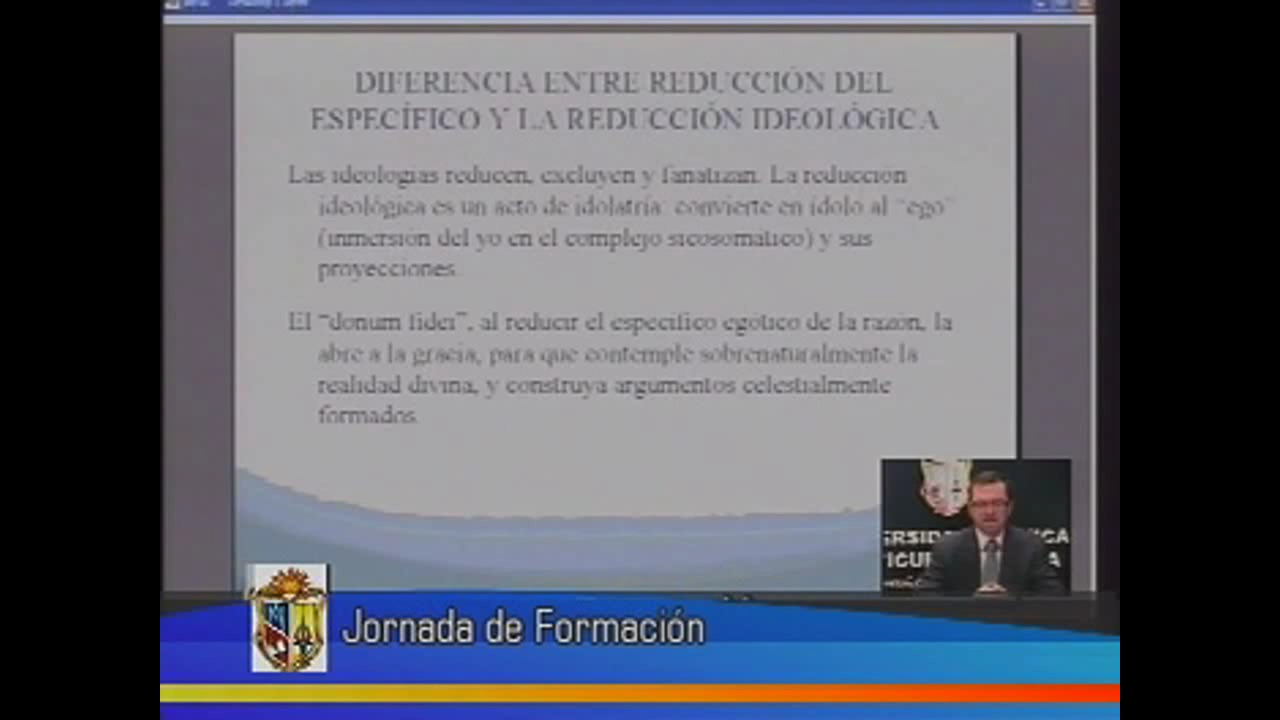 DIFERENCIA ENTRE REDUCCIÓN DEL
ESPECÍFICO Y LA REDUCCIÓN IDEOLÓGICA
Las ideologías reducen, excluyen y fanatizan. La reducción
ideológica es un acto de idolatría: convierte en ídolo al “ego”
(inmersión del yo en el complejo sicosomático) y sus
proyecciones.
El “donum fidei”, al reducir el específico egótico de la razón, la
abre a la gracia, para que contemple sobrenaturalmente la
realidad divina, y construya argumentos celestialmente
formados.
Jornada de Formación